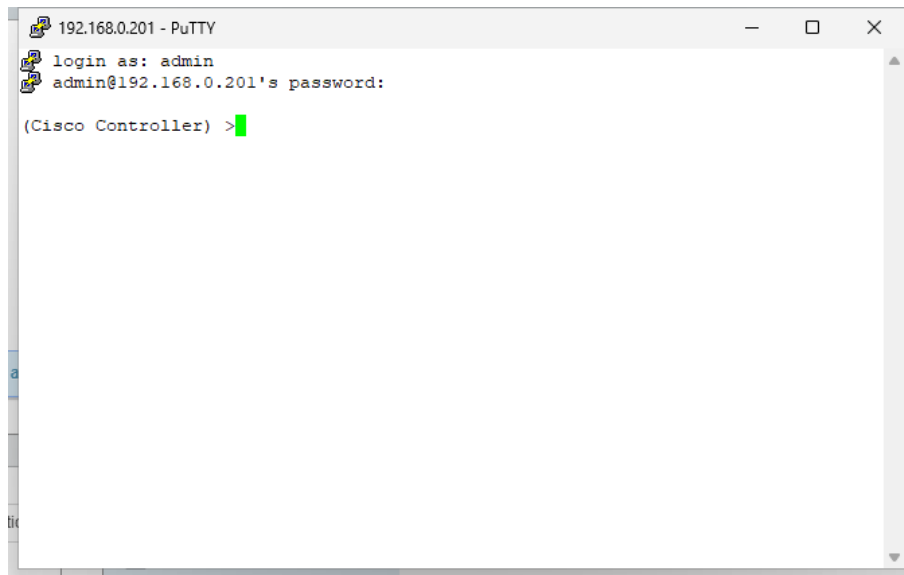 192.168.0.201 - PuTTY
login as: admin
admin@192.168.0.201's password:
(Cisco Controller) >
a